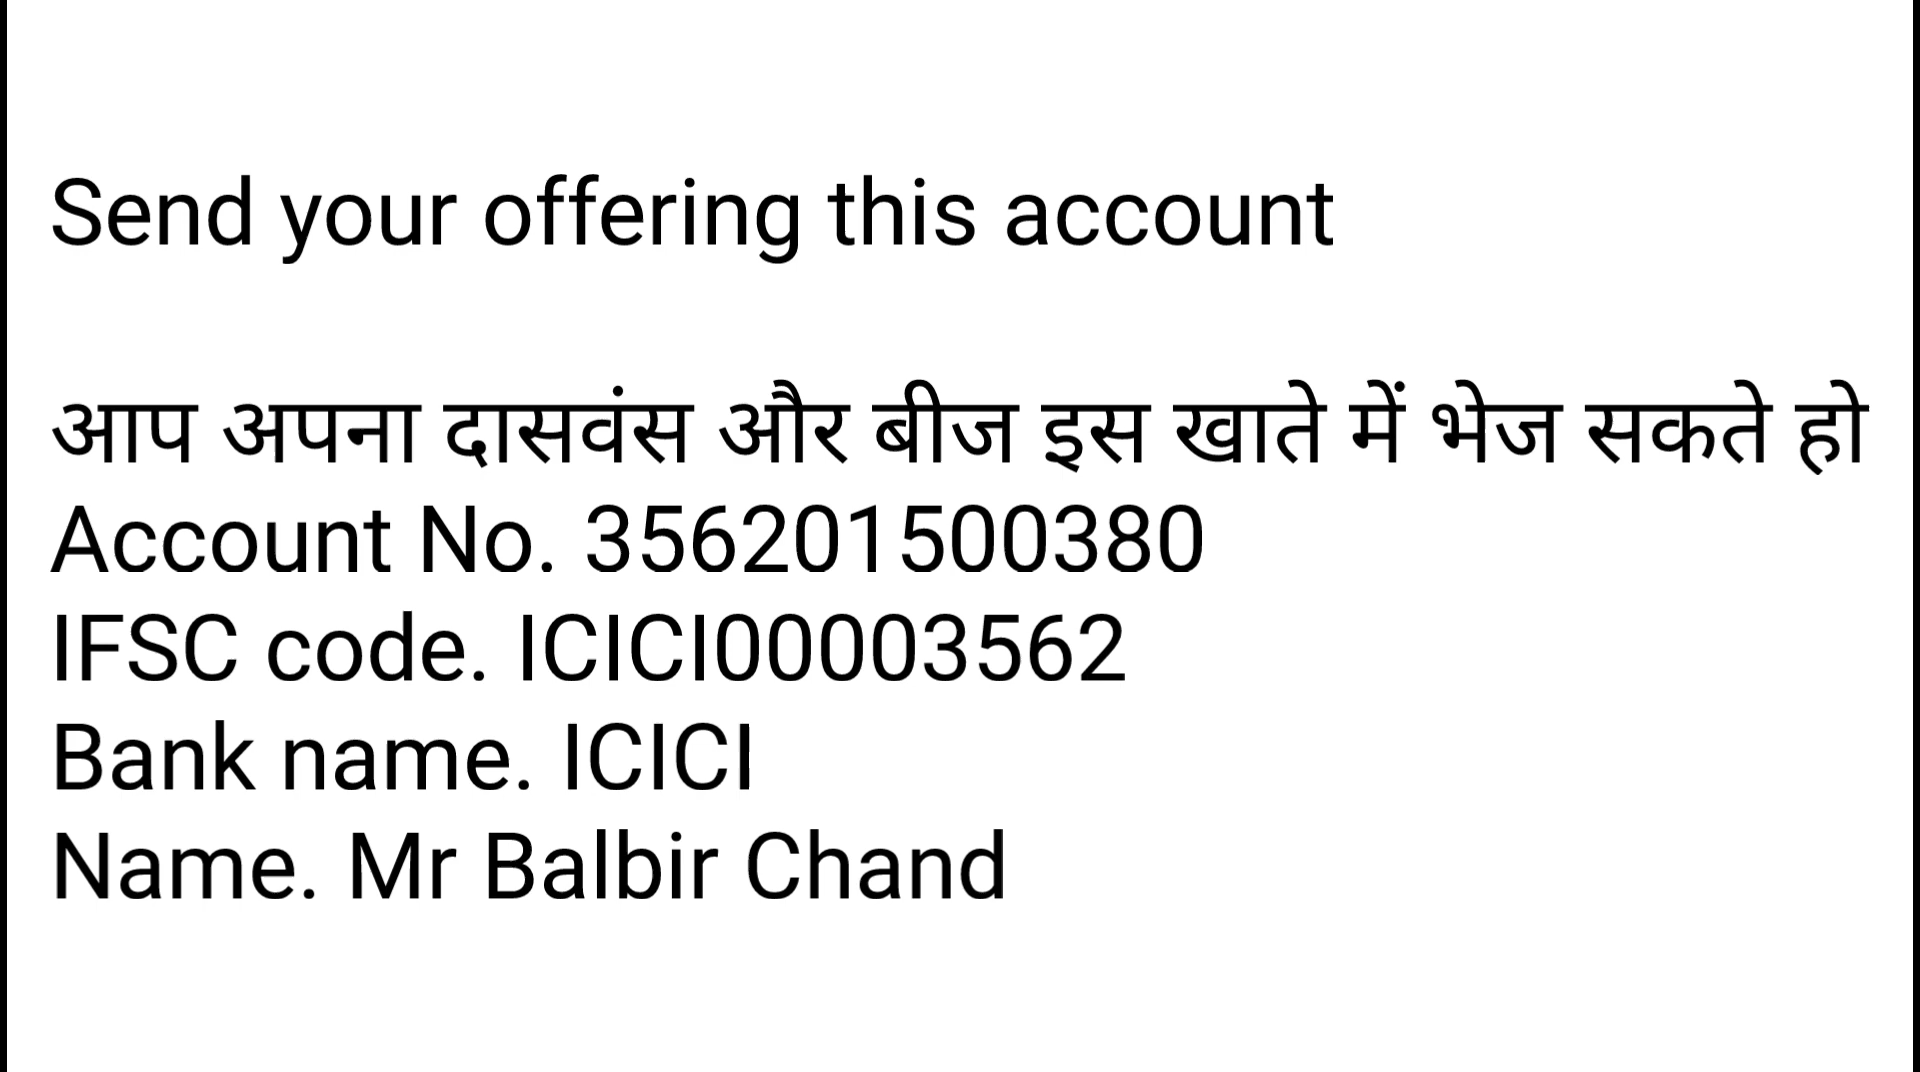 Send your offering this account
आप अपना दासवंस और बीज इस खाते में भेज सकते हो
Account No. 356201500380
IFSC code. ICICI00003562
Bank name. ICICI
Name. Mr Balbir Chand